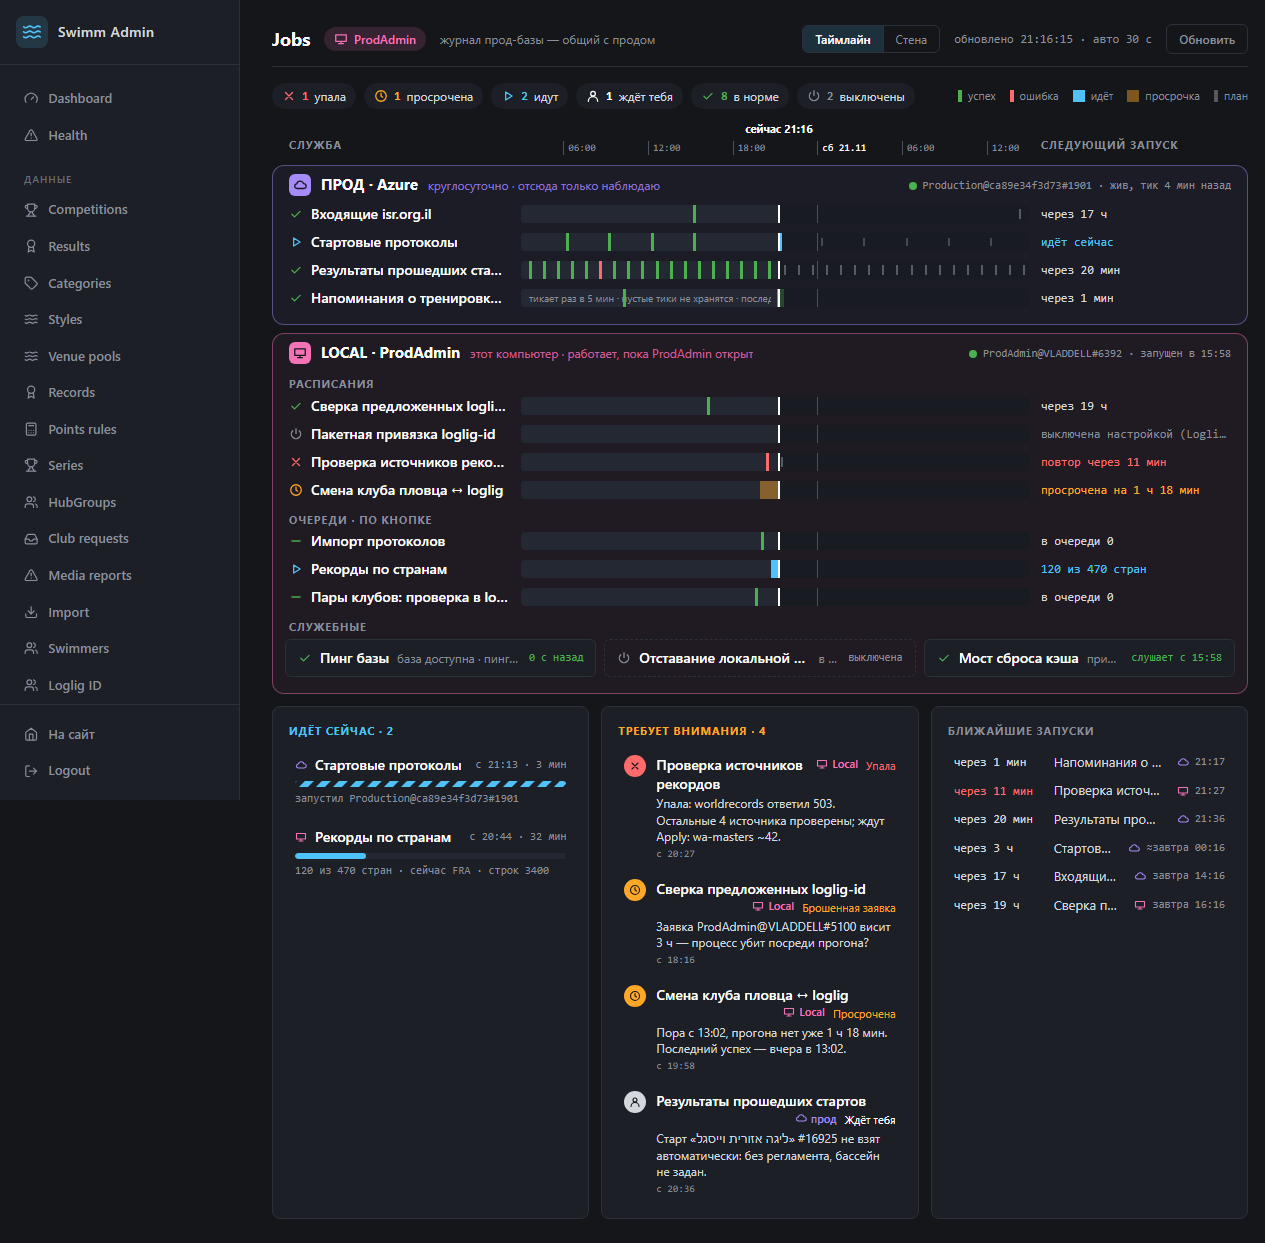 Swimm Admin
Dashboard
Health
ДАННЫЕ
Competitions
Results
Categories
Styles
Venue pools
Records
Points rules
Series
HubGroups
Club requests
Media reports
Import
Swimmers
Loglig ID
На сайт
Logout
Jobs ProdAdmin журнал прод-базы — общий с продом Таймлайн Стена обновлено 21:16:15 · авто 30 с Обновить
1 упала 1 просрочена 2 идут 1 ждёт тебя 8 в норме 2 выключены успех ошибка идёт просрочка план
сейчас 21:16
СЛУЖБА 06:00 12:00 18:00 сб 21.11 06:00 12:00 СЛЕДУЮЩИЙ ЗАПУСК
ПРОД · Azure круглосуточно · отсюда только наблюдаю Production@ca89e34f3d73#1901 · жив, тик 4 мин назад
Входящие isr.org.il через 17 ч
Стартовые протоколы идёт сейчас
Результаты прошедших ста... через 20 мин
Напоминания о тренировк... тикает раз в 5 мин · пустые тики не хранятся · послед через 1 мин
LOCAL · ProdAdmin этот компьютер · работает, пока ProdAdmin открыт ProdAdmin@VLADDELL#6392 · запущен в 15:58
РАСПИСАНИЯ
Сверка предложенных logli... через 19 ч
Пакетная привязка loglig-id выключена настройкой (Logli...
Проверка источников реко... повтор через 11 мин
Смена клуба пловца ↔ loglig просрочена на 1 ч 18 мин
ОЧЕРЕДИ · ПО КНОПКЕ
Импорт протоколов в очереди 0
Рекорды по странам 120 из 470 стран
Пары клубов: проверка в lo... в очереди 0
СЛУЖЕБНЫЕ
Пинг базы база доступна · пинг... 0 с назад
Отставание локальной ... в ... выключена
Мост сброса кэша при... слушает с 15:58
ИДЁТ СЕЙЧАС · 2
Стартовые протоколы с 21:13 · 3 мин
запустил Production@ca89e34f3d73#1901
Рекорды по странам с 20:44 · 32 мин
120 из 470 стран · сейчас FRA · строк 3400
ТРЕБУЕТ ВНИМАНИЯ · 4
Проверка источников рекордов Local Упала
Упала: worldrecords ответил 503.
Остальные 4 источника проверены; ждут
Apply: wa-masters ~42.
с 20:27
Сверка предложенных loglig-id
Local Брошенная заявка
Заявка ProdAdmin@VLADDELL#5100 висит
3 ч — процесс убит посреди прогона?
с 18:16
Смена клуба пловца ↔ loglig
Local Просрочена
Пора с 13:02, прогона нет уже 1 ч 18 мин.
Последний успех — вчера в 13:02.
с 19:58
Результаты прошедших стартов
прод Ждёт тебя
Старт «ליגה אזורית וייסגל» #16925 не взят
автоматически: без регламента, бассейн
не задан.
с 20:36
БЛИЖАЙШИЕ ЗАПУСКИ
через 1 мин Напоминания о ... 21:17
через 11 мин Проверка источ... 21:27
через 20 мин Результаты про... 21:36
через 3 ч Стартов... ≈завтра 00:16
через 17 ч Входящи... завтра 14:16
через 19 ч Сверка п... завтра 16:16